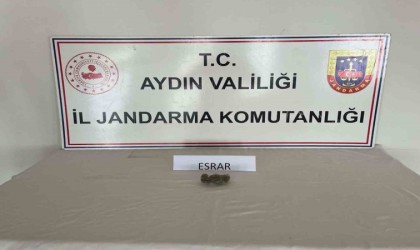 T.C.
AYDIN VALİLİĞİ
İL JANDARMA KOMUTANLIĞI
ESRAR